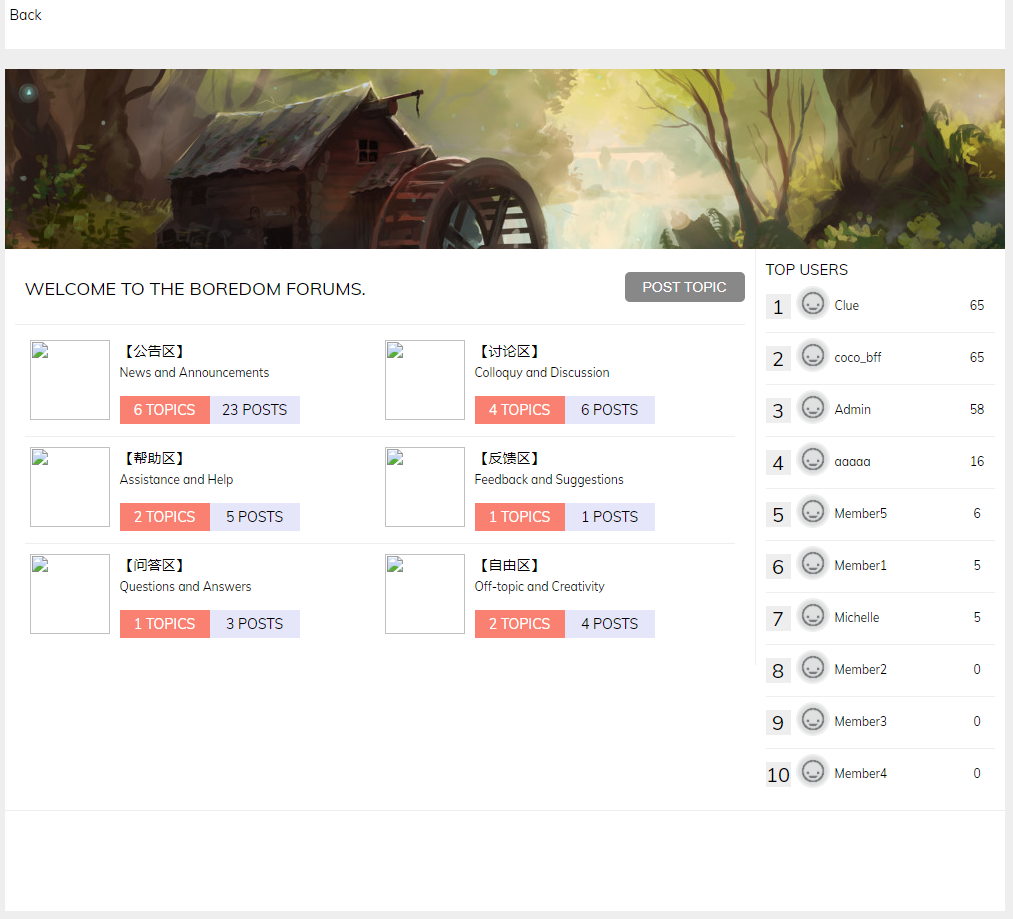 Back
WELCOME TO THE BOREDOM FORUMS.
POST TOPIC
【公告区】
News and Announcements
6 TOPICS 23 POSTS
【讨论区】
Colloquy and Discussion
4 TOPICS 6 POSTS
【帮助区】
Assistance and Help
2 TOPICS 5 POSTS
【反馈区】
Feedback and Suggestions
1 TOPICS 1 POSTS
【问答区】
Questions and Answers
1 TOPICS 3 POSTS
【自由区】
Off-topic and Creativity
2 TOPICS 4 POSTS
TOP USERS
1 Clue 65
2 coco_bff 65
3 Admin 58
4 aaaaa 16
5 Member5 6
6 Member1 5
7 Michelle 5
8 Member2 0
9 Member3 0
10 Member4 0